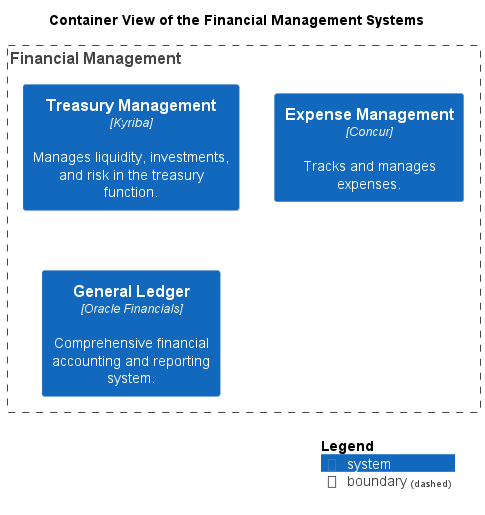 Container View of the Financial Management Systems
Financial Management
Treasury Management
[Kyriba]
Manages liquidity, investments,
and risk in the treasury
function.
Expense Management
[Concur]
Tracks and manages
expenses.
General Ledger
[Oracle Financials]
Comprehensive financial
accounting and reporting
system.
Legend
system
boundary (dashed)